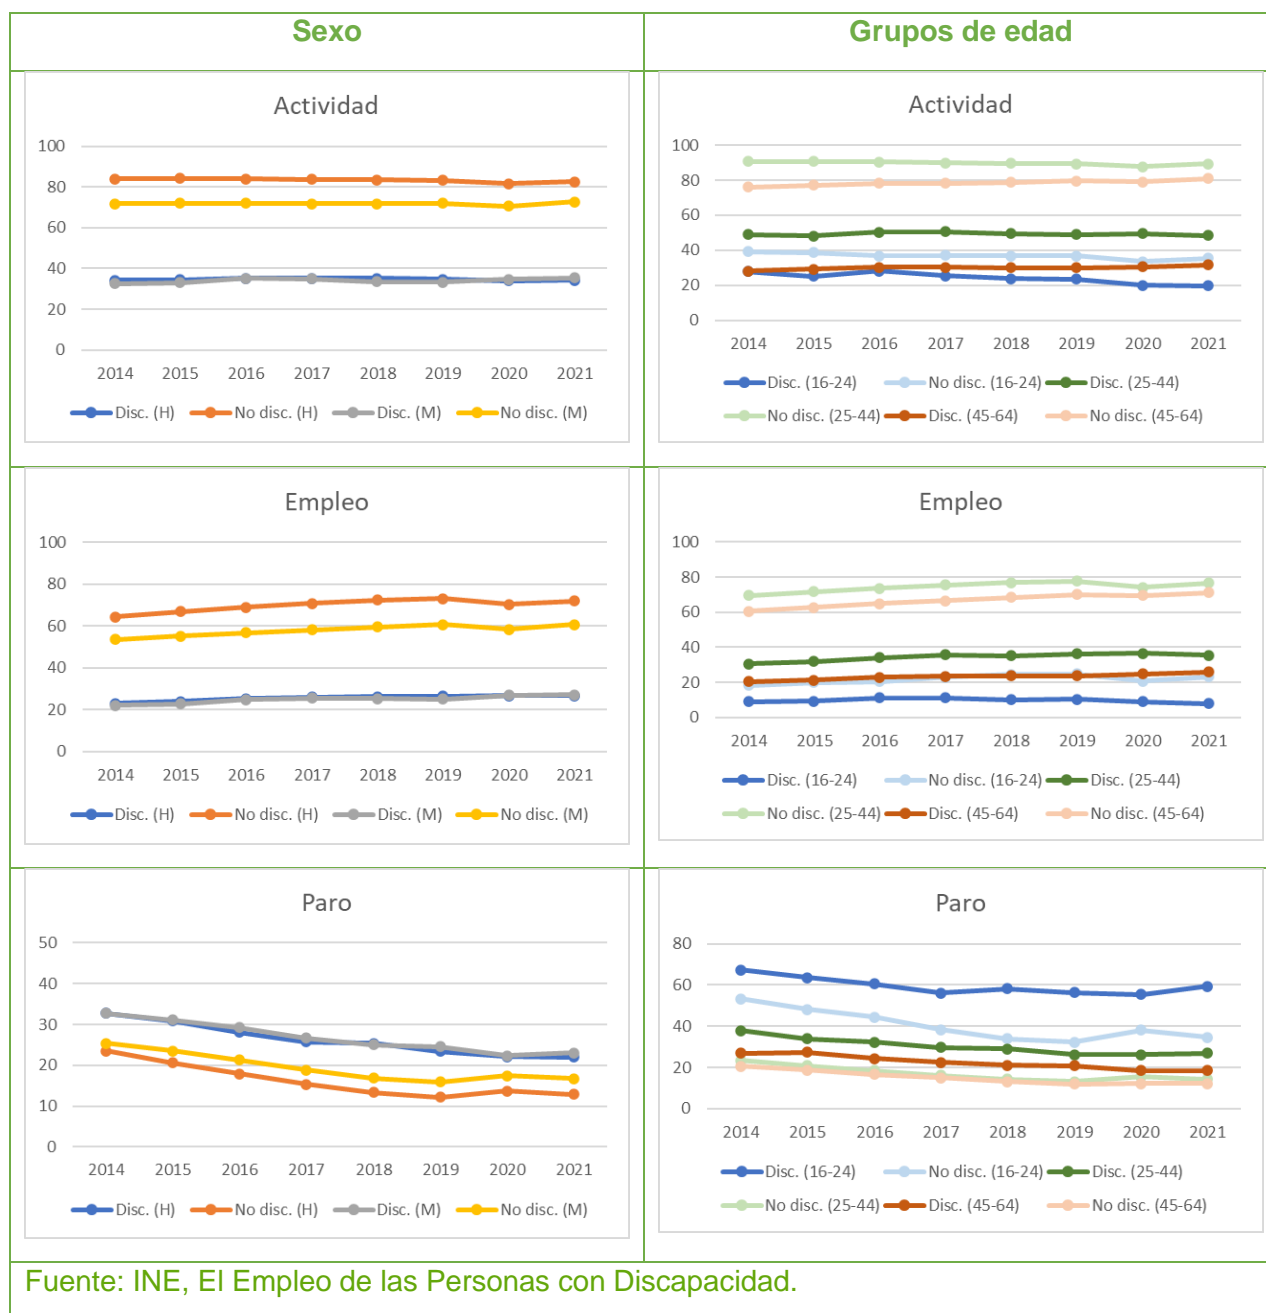 Sexo
Grupos de edad
Actividad
100
80
60
40
20
0
2014 2015 2016 2017 2018 2019 2020 2021
Disc. (H) No disc. (H) Disc. (M) No disc. (M)
Actividad
100
80
60
40
20
0
2014 2015 2016 2017 2018 2019 2020 2021
Disc. (16-24) No disc. (16-24) Disc. (25-44)
No disc. (25-44) Disc. (45-64) No disc. (45-64)
Empleo
100
80
60
40
20
0
2014 2015 2016 2017 2018 2019 2020 2021
Disc. (H) No disc. (H) Disc. (M) No disc. (M)
Empleo
100
80
60
40
20
0
2014 2015 2016 2017 2018 2019 2020 2021
Disc. (16-24) No disc. (16-24) Disc. (25-44)
No disc. (25-44) Disc. (45-64) No disc. (45-64)
Paro
50
40
30
20
10
0
2014 2015 2016 2017 2018 2019 2020 2021
Disc. (H) No disc. (H) Disc. (M) No disc. (M)
Paro
80
60
40
20
0
2014 2015 2016 2017 2018 2019 2020 2021
Disc. (16-24) No disc. (16-24) Disc. (25-44)
No disc. (25-44) Disc. (45-64) No disc. (45-64)
Fuente: INE, El Empleo de las Personas con Discapacidad.